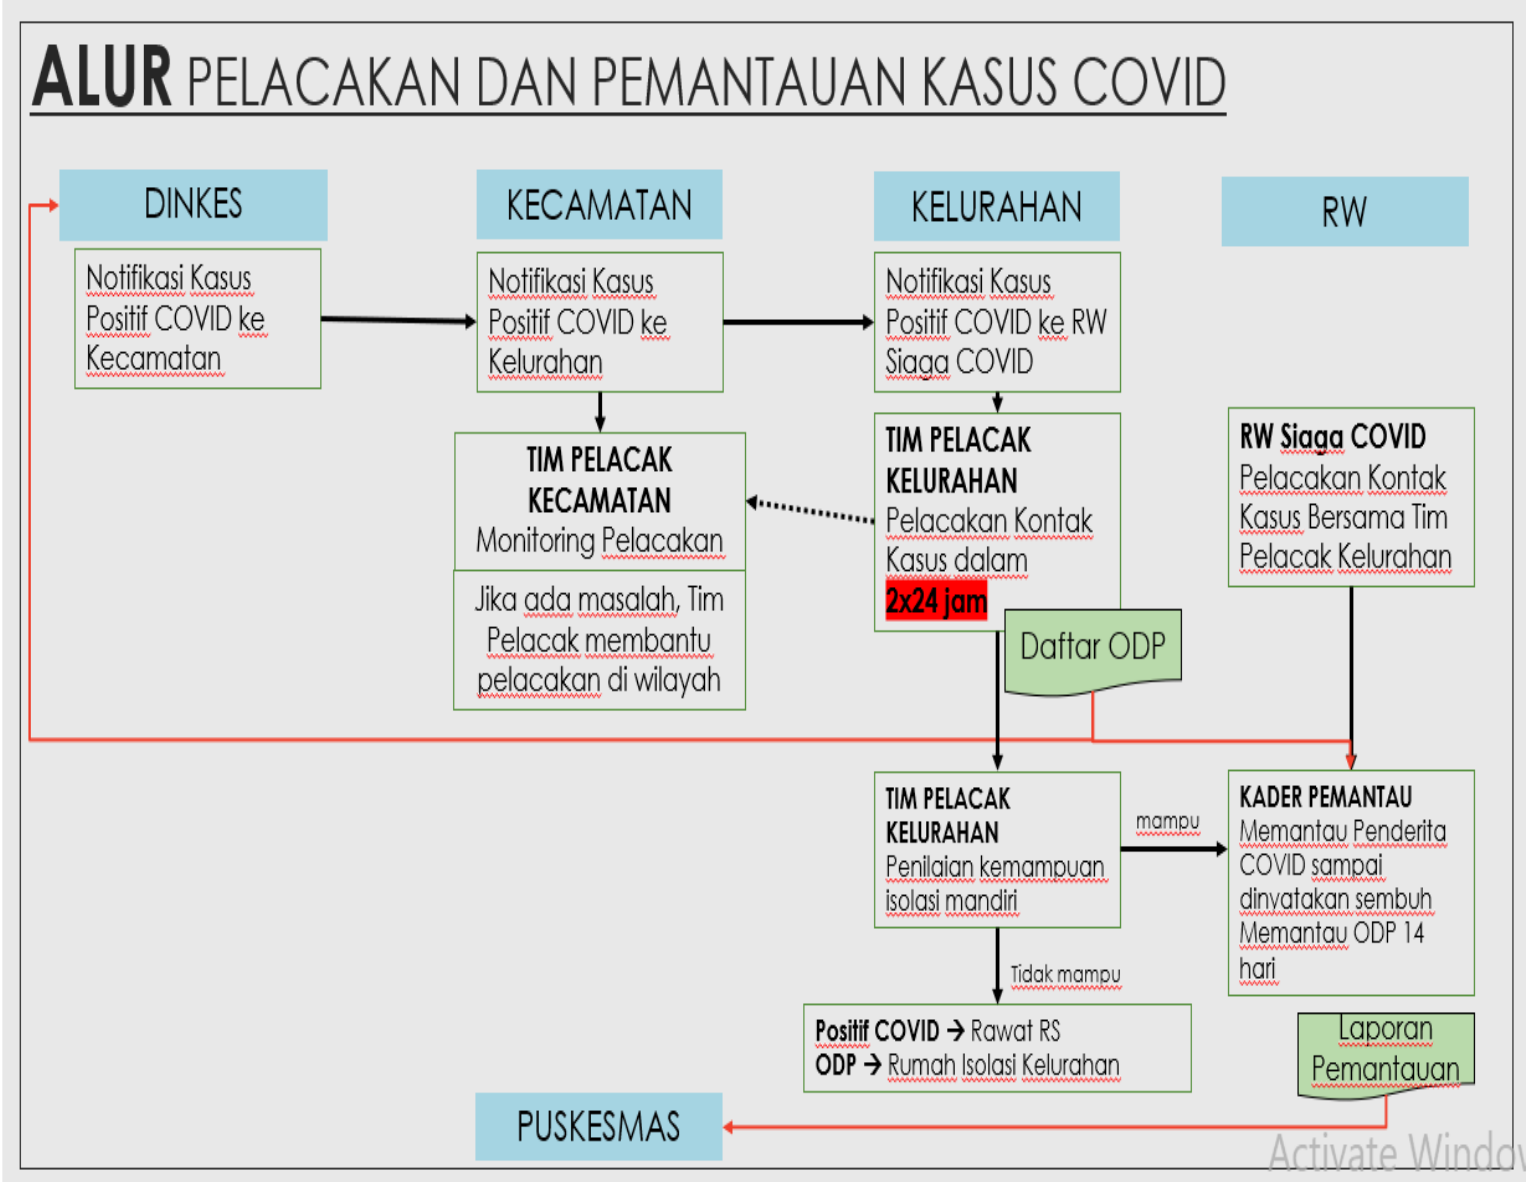 ALUR PELACAKAN DAN PEMANTAUAN KASUS COVID
DINKES
Notifikasi Kasus
Positif COVID ke
Kecamatan
KECAMATAN
Notifikasi Kasus
Positif COVID ke
Kelurahan
TIM PELACAK
KECAMATAN
Monitoring Pelacakan
Jika ada masalah, Tim
Pelacak membantu
pelacakan di wilayah
KELURAHAN
Notifikasi Kasus
Positif COVID ke RW
Siaga COVID
TIM PELACAK
KELURAHAN
Pelacakan Kontak
Kasus dalam
2x24 jam
Daftar ODP
TIM PELACAK
KELURAHAN
Penilaian kemampuan
isolasi mandiri
mampu
Tidak mampu
Positif COVID → Rawat RS
ODP → Rumah Isolasi Kelurahan
RW
RW Siaga COVID
Pelacakan Kontak
Kasus Bersama Tim
Pelacak Kelurahan
KADER PEMANTAU
Memantau Penderita
COVID sampai
dinyatakan sembuh
Memantau ODP 14
hari
Laporan
Pemantauan
PUSKESMAS
Activate Window